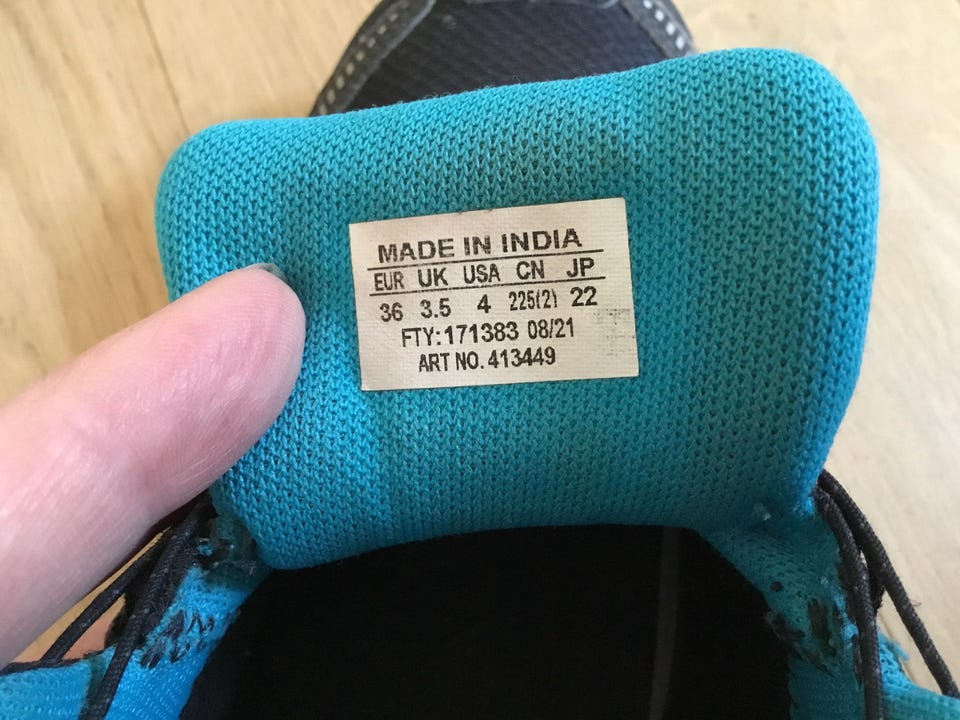 MADE IN INDIA
EUR UK USA CN JP
36 3.5 4 225(2) 22
FTY:171383 08/21
ART NO. 413449